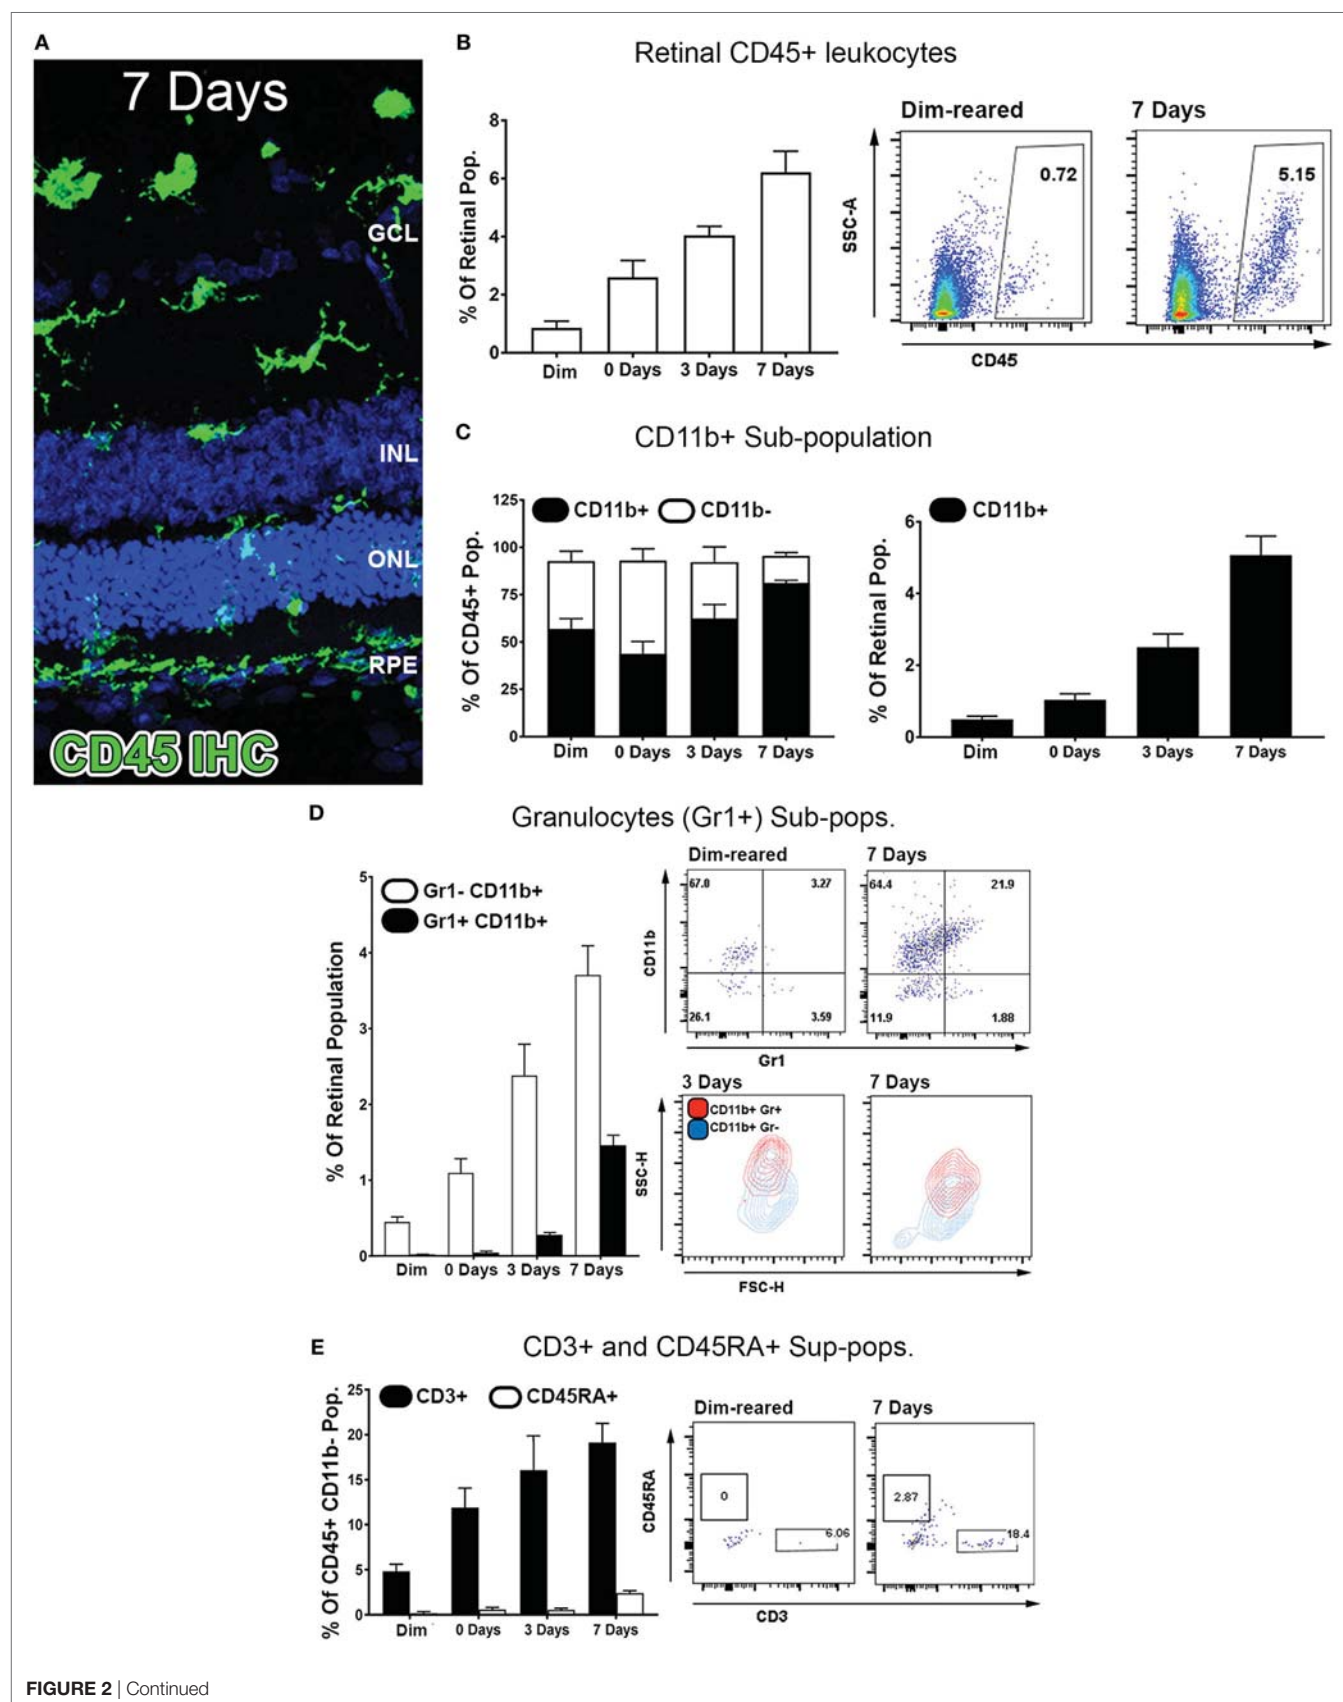 A
7 Days
GCL
INL
ONL
RPE
CD45 IHC
B
Retinal CD45+ leukocytes
% Of Retinal Pop.
8
6
4
2
0
Dim 0 Days 3 Days 7 Days
Dim-reared 7 Days
0.72 5.15
SSC-A
CD45
C
CD11b+ Sub-population
CD11b+ CD11b-
% Of CD45+ Pop.
125
100
75
50
25
0
Dim 0 Days 3 Days 7 Days
CD11b+
% Of Retinal Pop.
6
4
2
0
Dim 0 Days 3 Days 7 Days
D
Granulocytes (Gr1+) Sub-pops.
Gr1- CD11b+
Gr1+ CD11b+
% Of Retinal Population
5
4
3
2
1
0
Dim 0 Days 3 Days 7 Days
Dim-reared 7 Days
67.8 3.27 64.4 21.9
CD11b
26.1 3.59 11.9 1.88
Gr1
3 Days 7 Days
CD11b+ Gr+
CD11b+ Gr-
SSC-H
FSC-H
E
CD3+ and CD45RA+ Sup-pops.
CD3+ CD45RA+
% Of CD45+ CD11b- Pop.
25
20
15
10
5
0
Dim 0 Days 3 Days 7 Days
Dim-reared 7 Days
CD45RA
0 2.87
6.06 18.4
CD3
FIGURE 2 | Continued